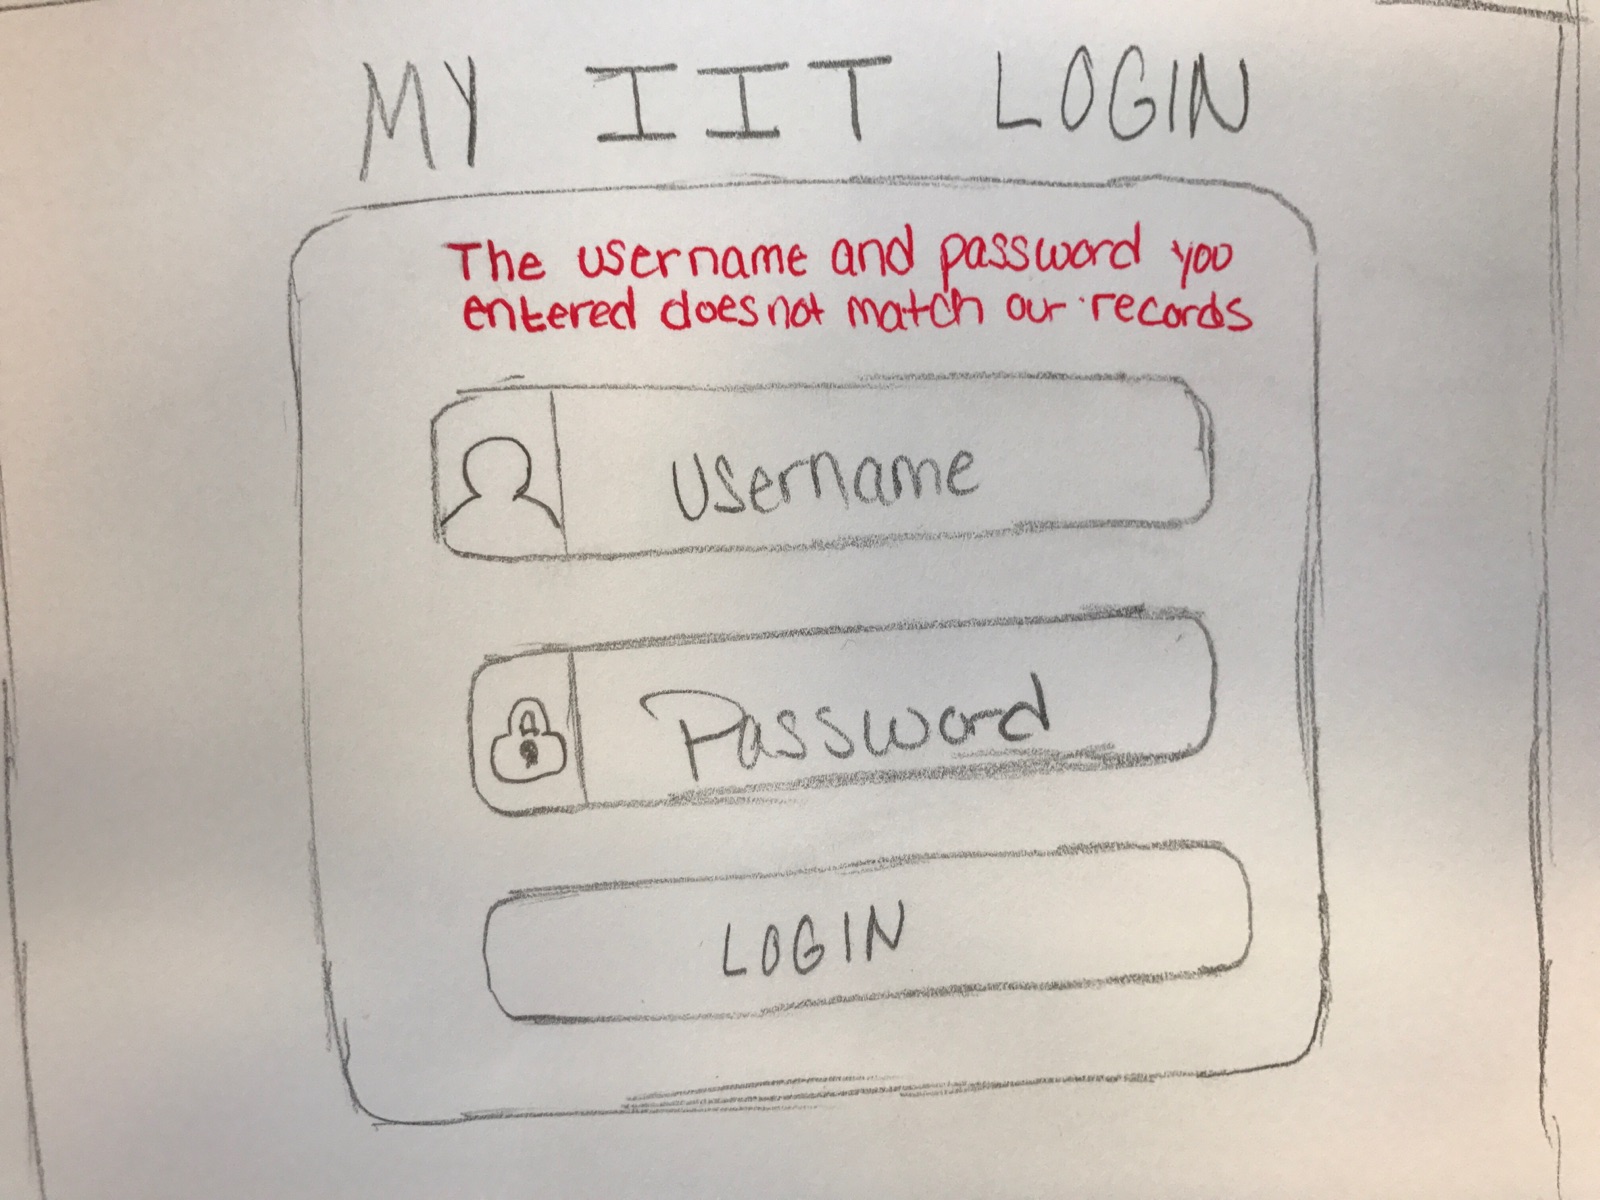 MY IIT LOGIN
The username and password you
entered does not match our records
Username
Password
LOGIN